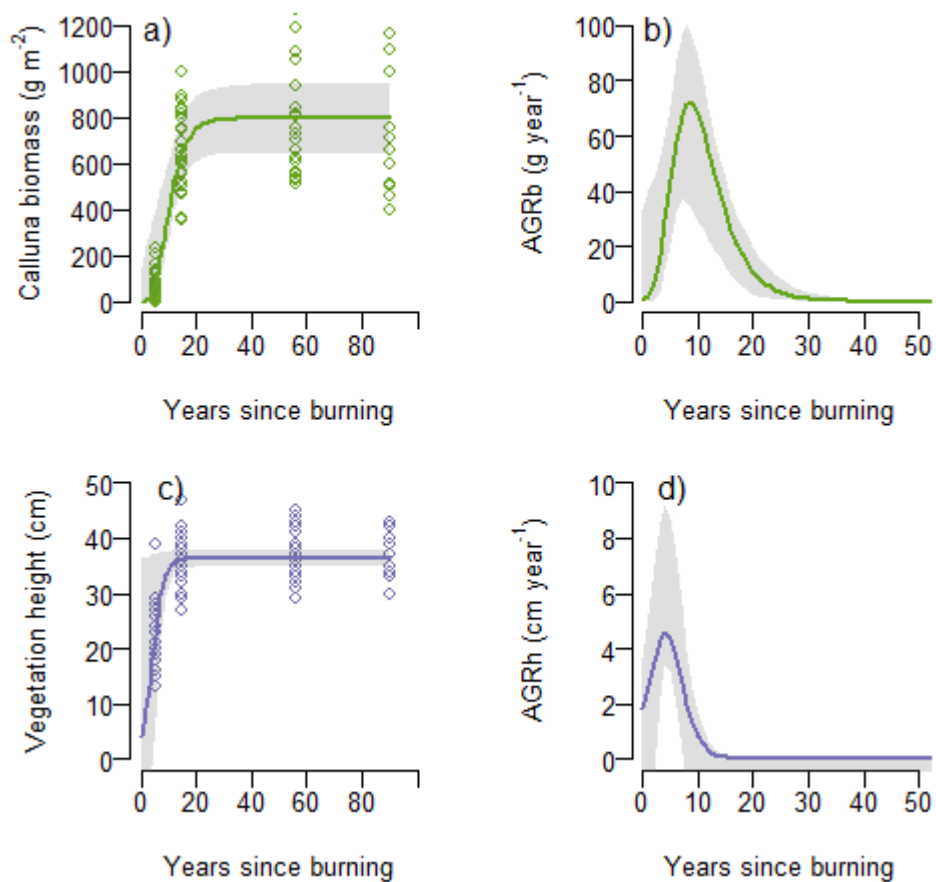 a)
Calluna biomass (g m⁻²)
1200
1000
800
600
400
200
0
0 20 40 60 80
Years since burning
b)
AGRb (g year⁻¹)
100
80
60
40
20
0
0 10 20 30 40 50
Years since burning
c)
Vegetation height (cm)
50
40
30
20
10
0
0 20 40 60 80
Years since burning
d)
AGRh (cm year⁻¹)
10
8
6
4
2
0
0 10 20 30 40 50
Years since burning